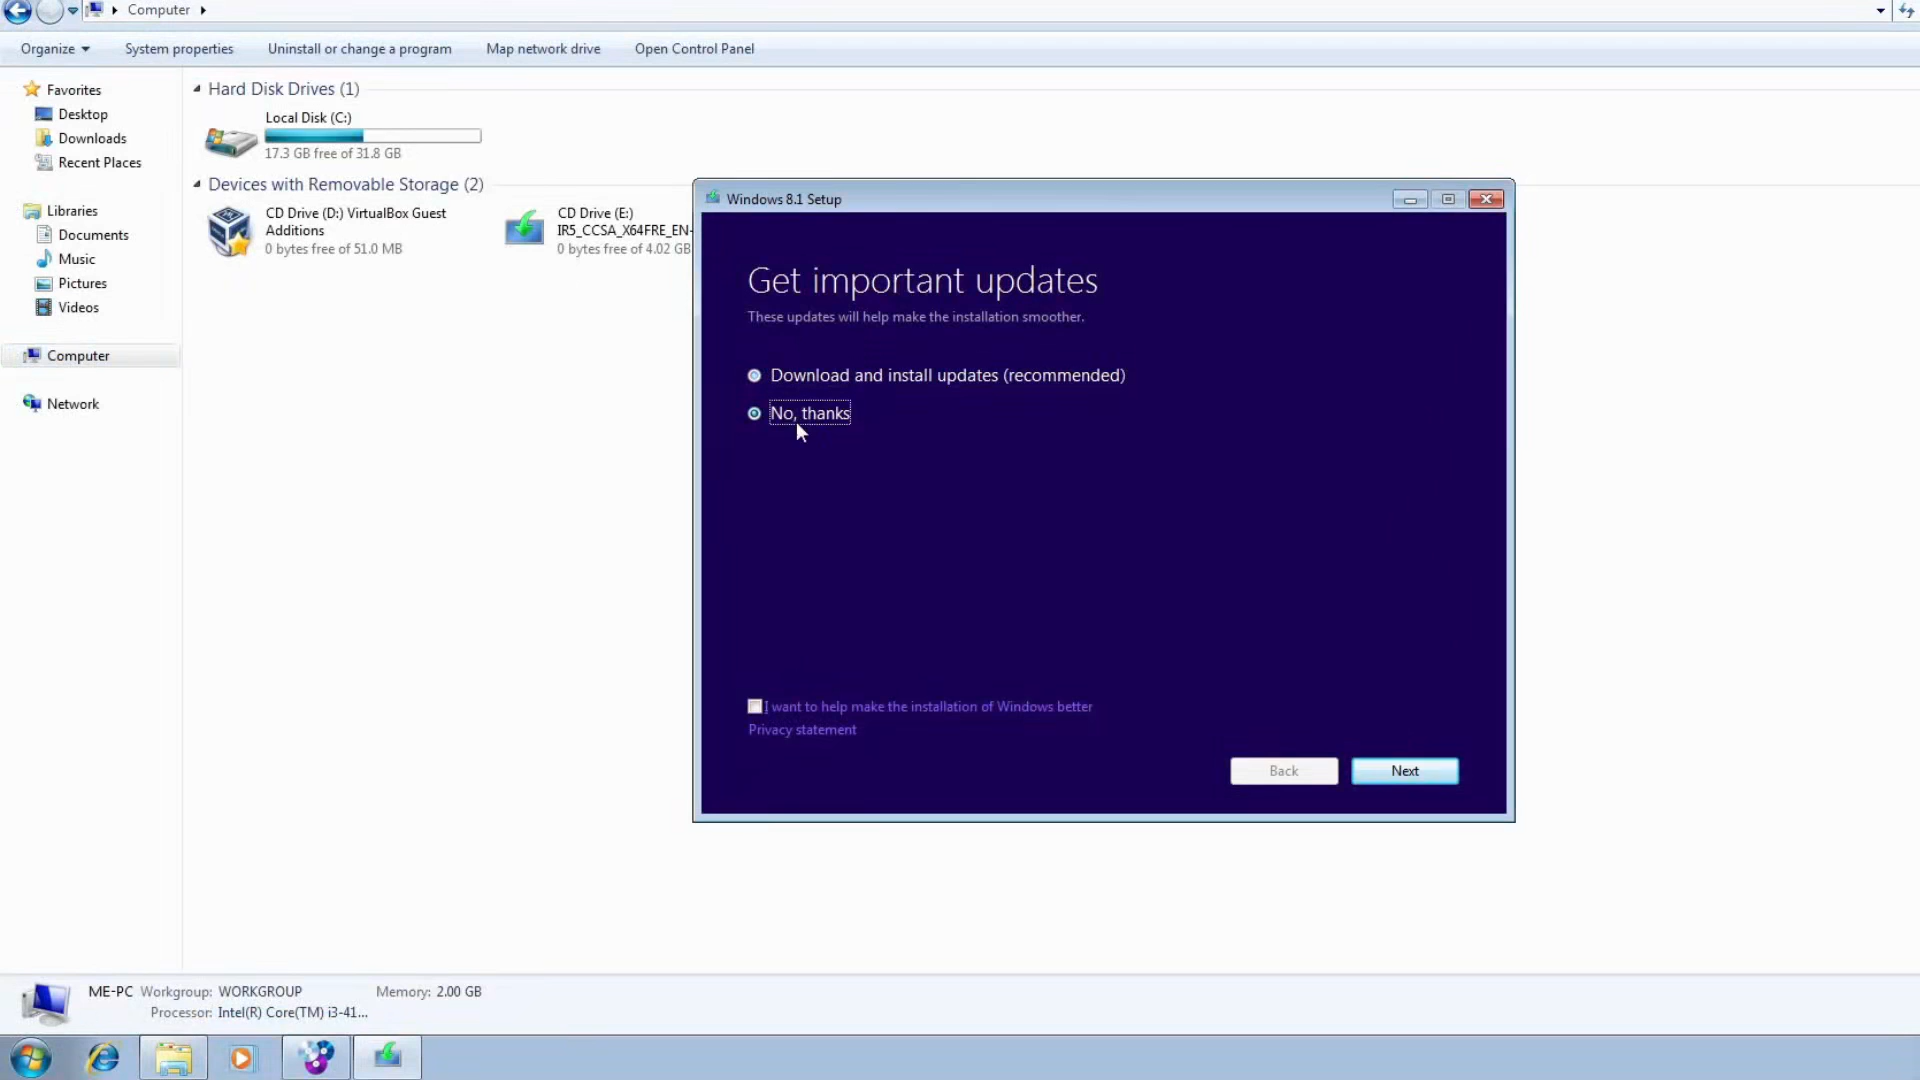 Computer
Organize
System properties
Uninstall or change a program
Map network drive
Open Control Panel
Favorites
Desktop
Downloads
Recent Places
Libraries
Documents
Music
Pictures
Videos
Computer
Network
Hard Disk Drives (1)
Local Disk (C:)
17.3 GB free of 31.8 GB
Devices with Removable Storage (2)
CD Drive (D:) VirtualBox Guest
Additions
0 bytes free of 51.0 MB
CD Drive (E:)
IR5_CCSA_X64FRE_EN-
0 bytes free of 4.02 GB
Windows 8.1 Setup
Get important updates
These updates will help make the installation smoother.
Download and install updates (recommended)
No, thanks
I want to help make the installation of Windows better
Privacy statement
Back
Next
ME-PC Workgroup: WORKGROUP Memory: 2.00 GB
Processor: Intel(R) Core(TM) i3-41...